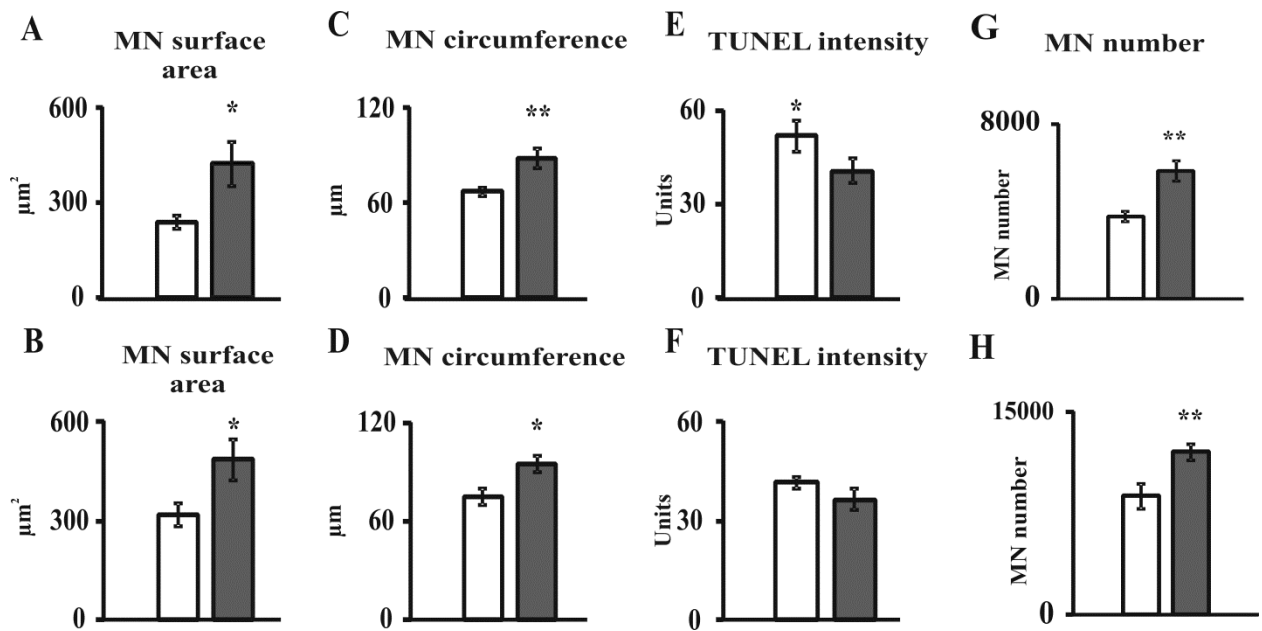 A
MN surface
area
600
*
300
0
µm²
C
MN circumference
120
**
60
0
µm
E
TUNEL intensity
60
*
30
0
Units
G
MN number
8000
**
0
MN number
B
MN surface
area
600
*
300
0
µm²
D
MN circumference
120
*
60
0
µm
F
TUNEL intensity
60
30
0
Units
H
15000
**
0
MN number